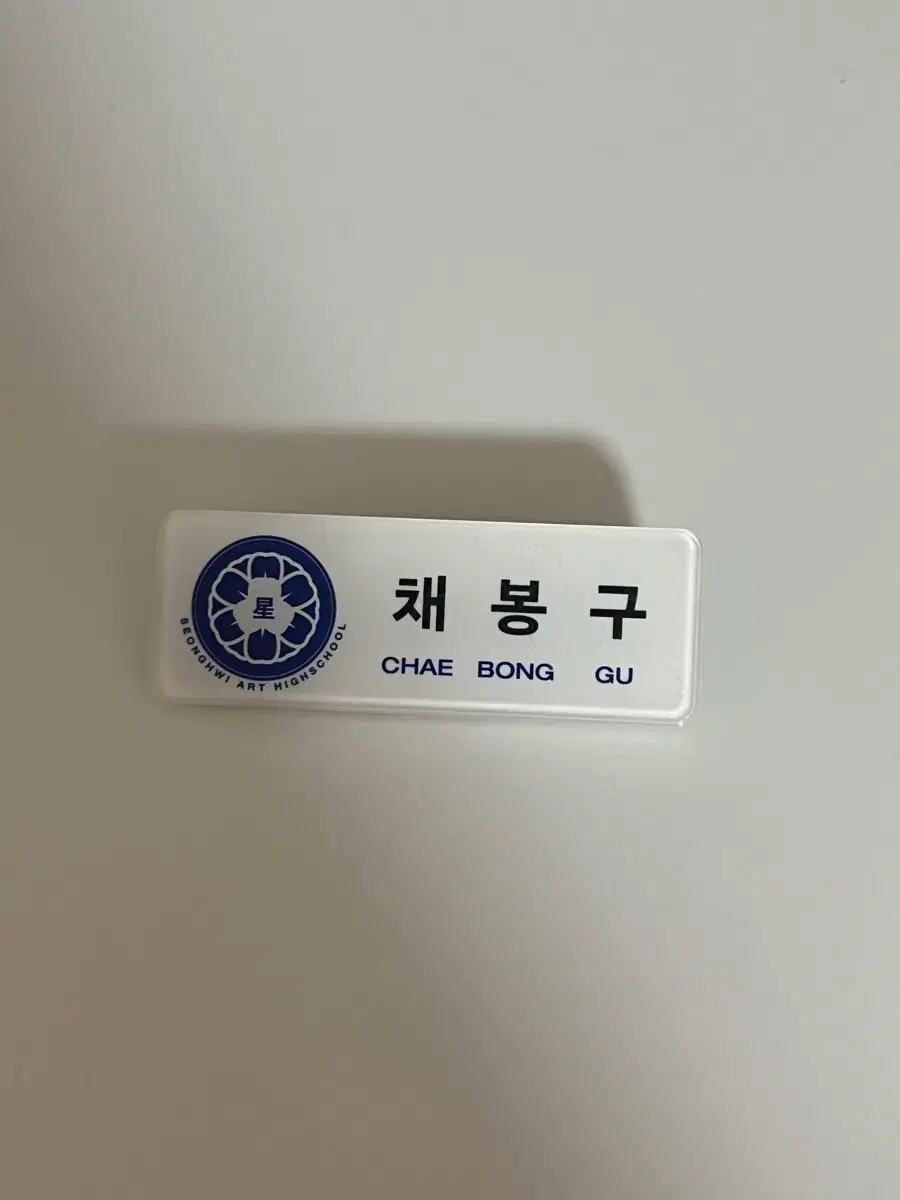 星
SEONGHWI ART HIGHSCHOOL
채 봉 구
CHAE BONG GU